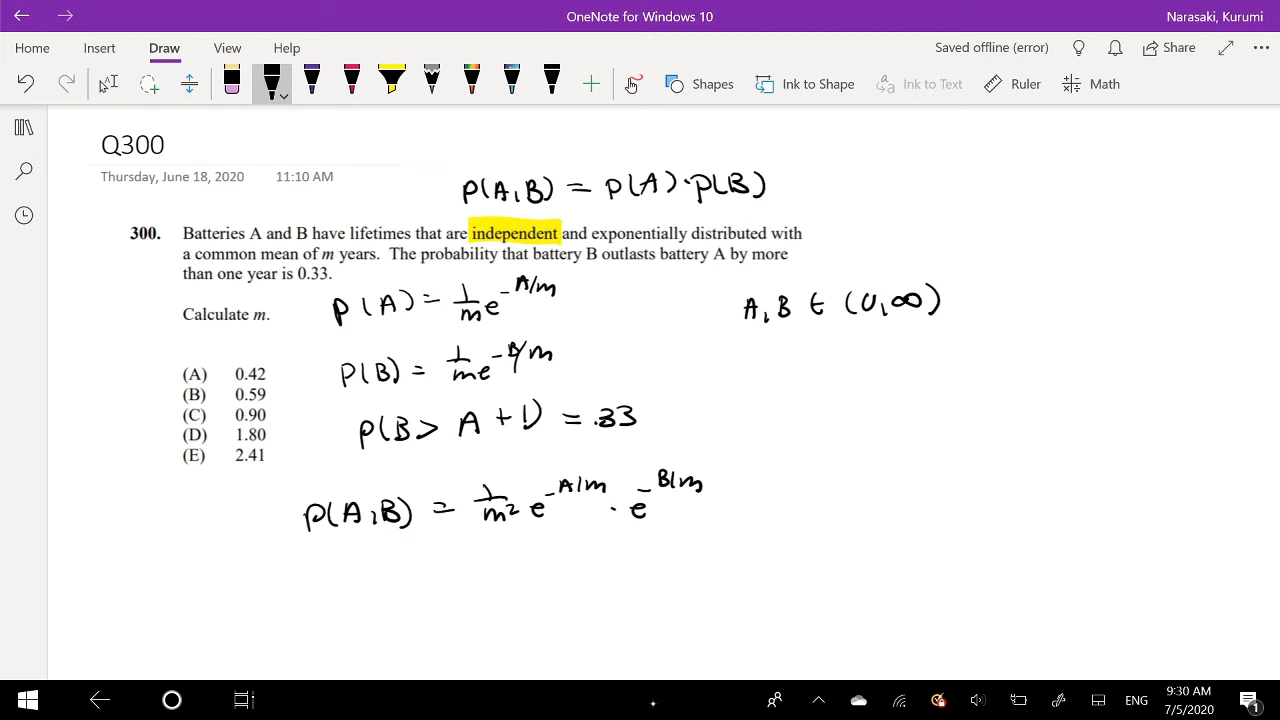 OneNote for Windows 10
Narasaki, Kurumi
Home Insert Draw View Help
Saved offline (error)
Share
Shapes
Ink to Shape
Ink to Text
Ruler
Math
Q300
Thursday, June 18, 2020 11:10 AM
P(A,B) = P(A)·P(B)
300. Batteries A and B have lifetimes that are independent and exponentially distributed with
a common mean of m years. The probability that battery B outlasts battery A by more
than one year is 0.33.
P(A) = 1/m e^-A/m
A,B ∈ (0,∞)
Calculate m.
P(B) = 1/m e^-B/m
(A) 0.42
(B) 0.59
(C) 0.90
(D) 1.80
(E) 2.41
P(B > A + 1) = .33
P(A,B) = 1/m² e^-A/m · e^-B/m
ENG
9:30 AM
7/5/2020
1